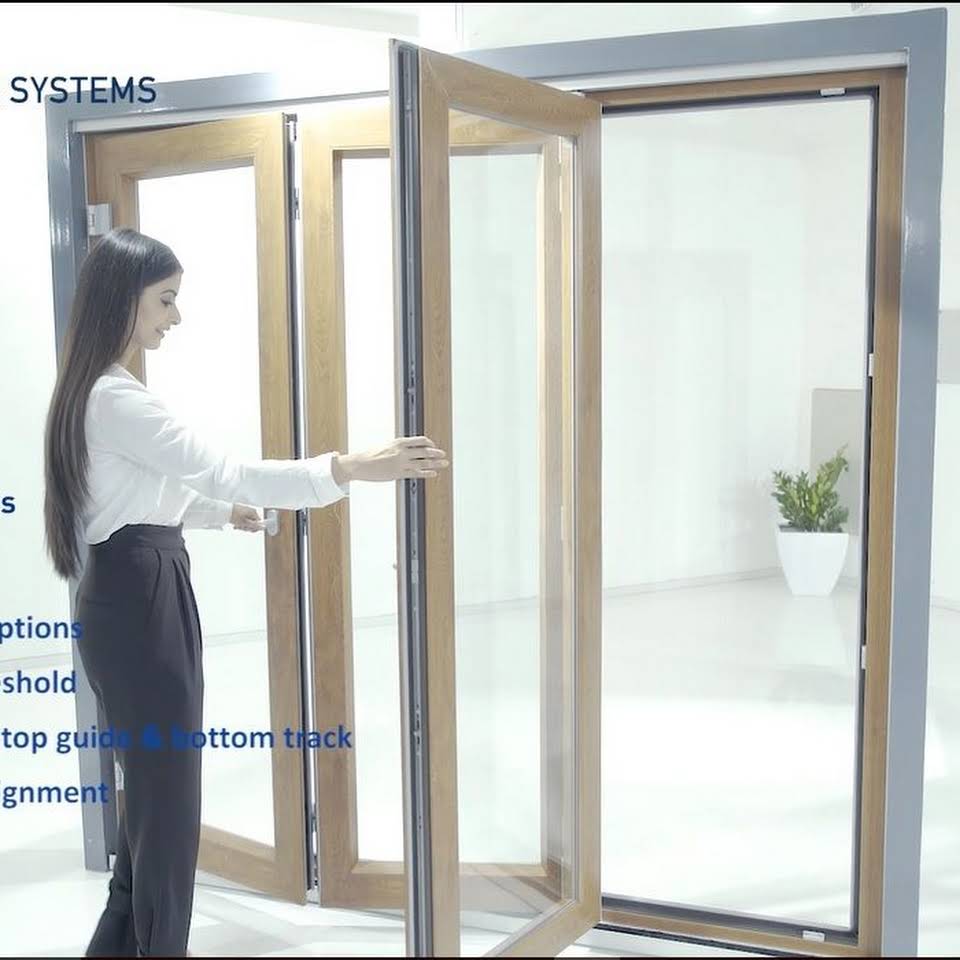 SYSTEMS
s
ptions
shold
top guide & bottom track
gnment